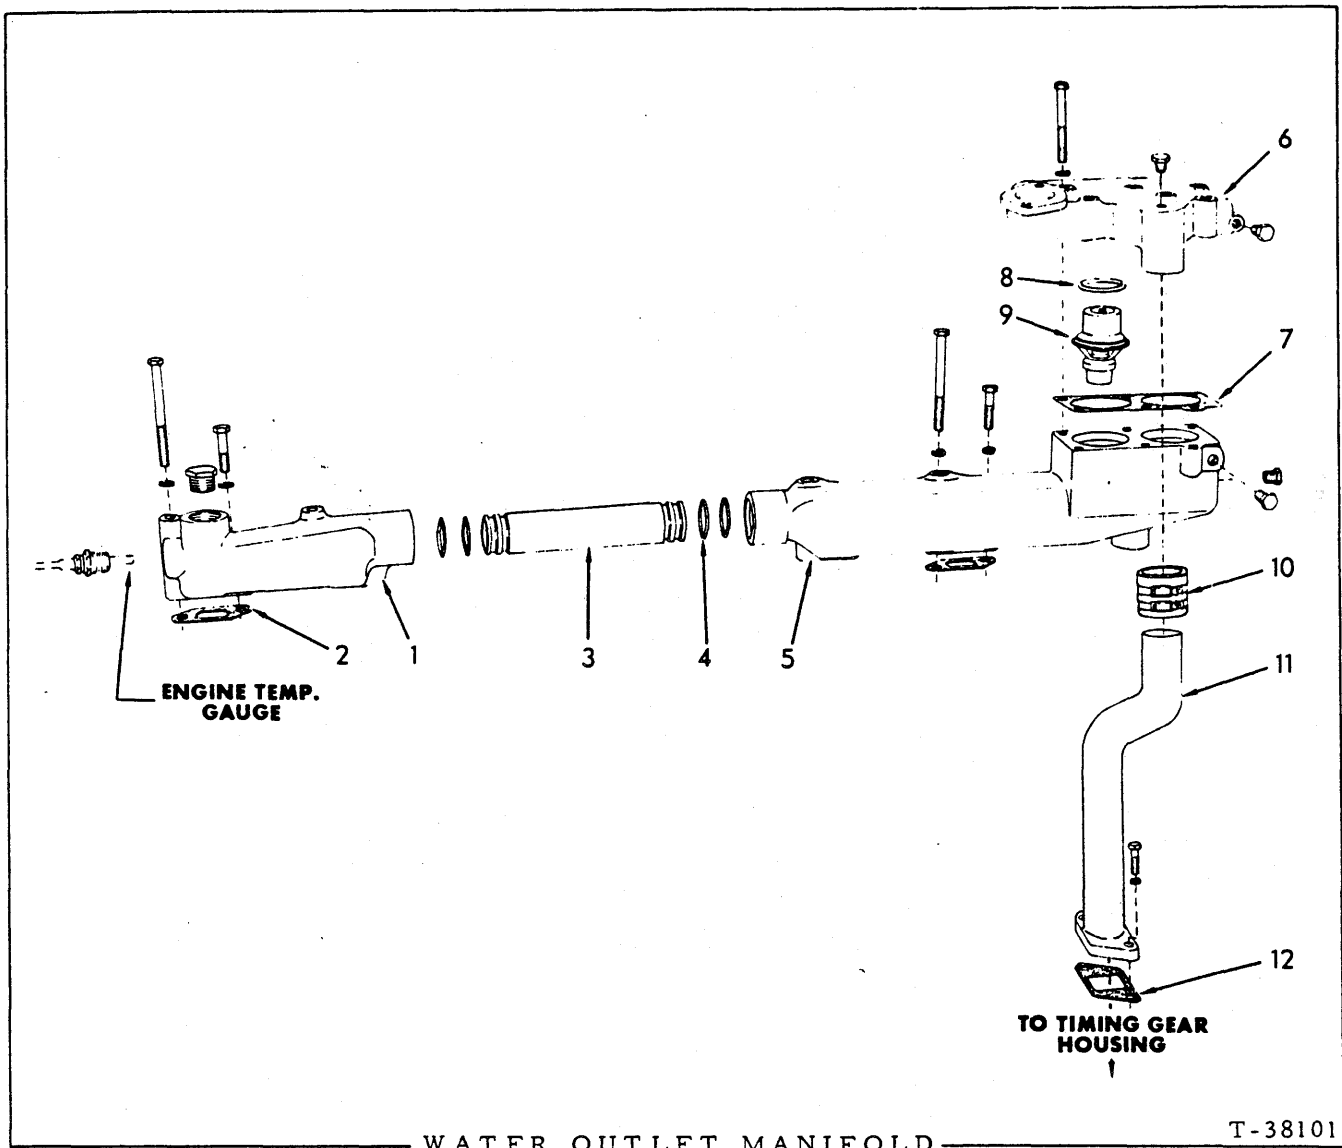 6
8
9
7
10
2
1
3
4
5
11
ENGINE TEMP.
GAUGE
12
TO TIMING GEAR
HOUSING
T-38101
WATER OUTLET MANIFOLD